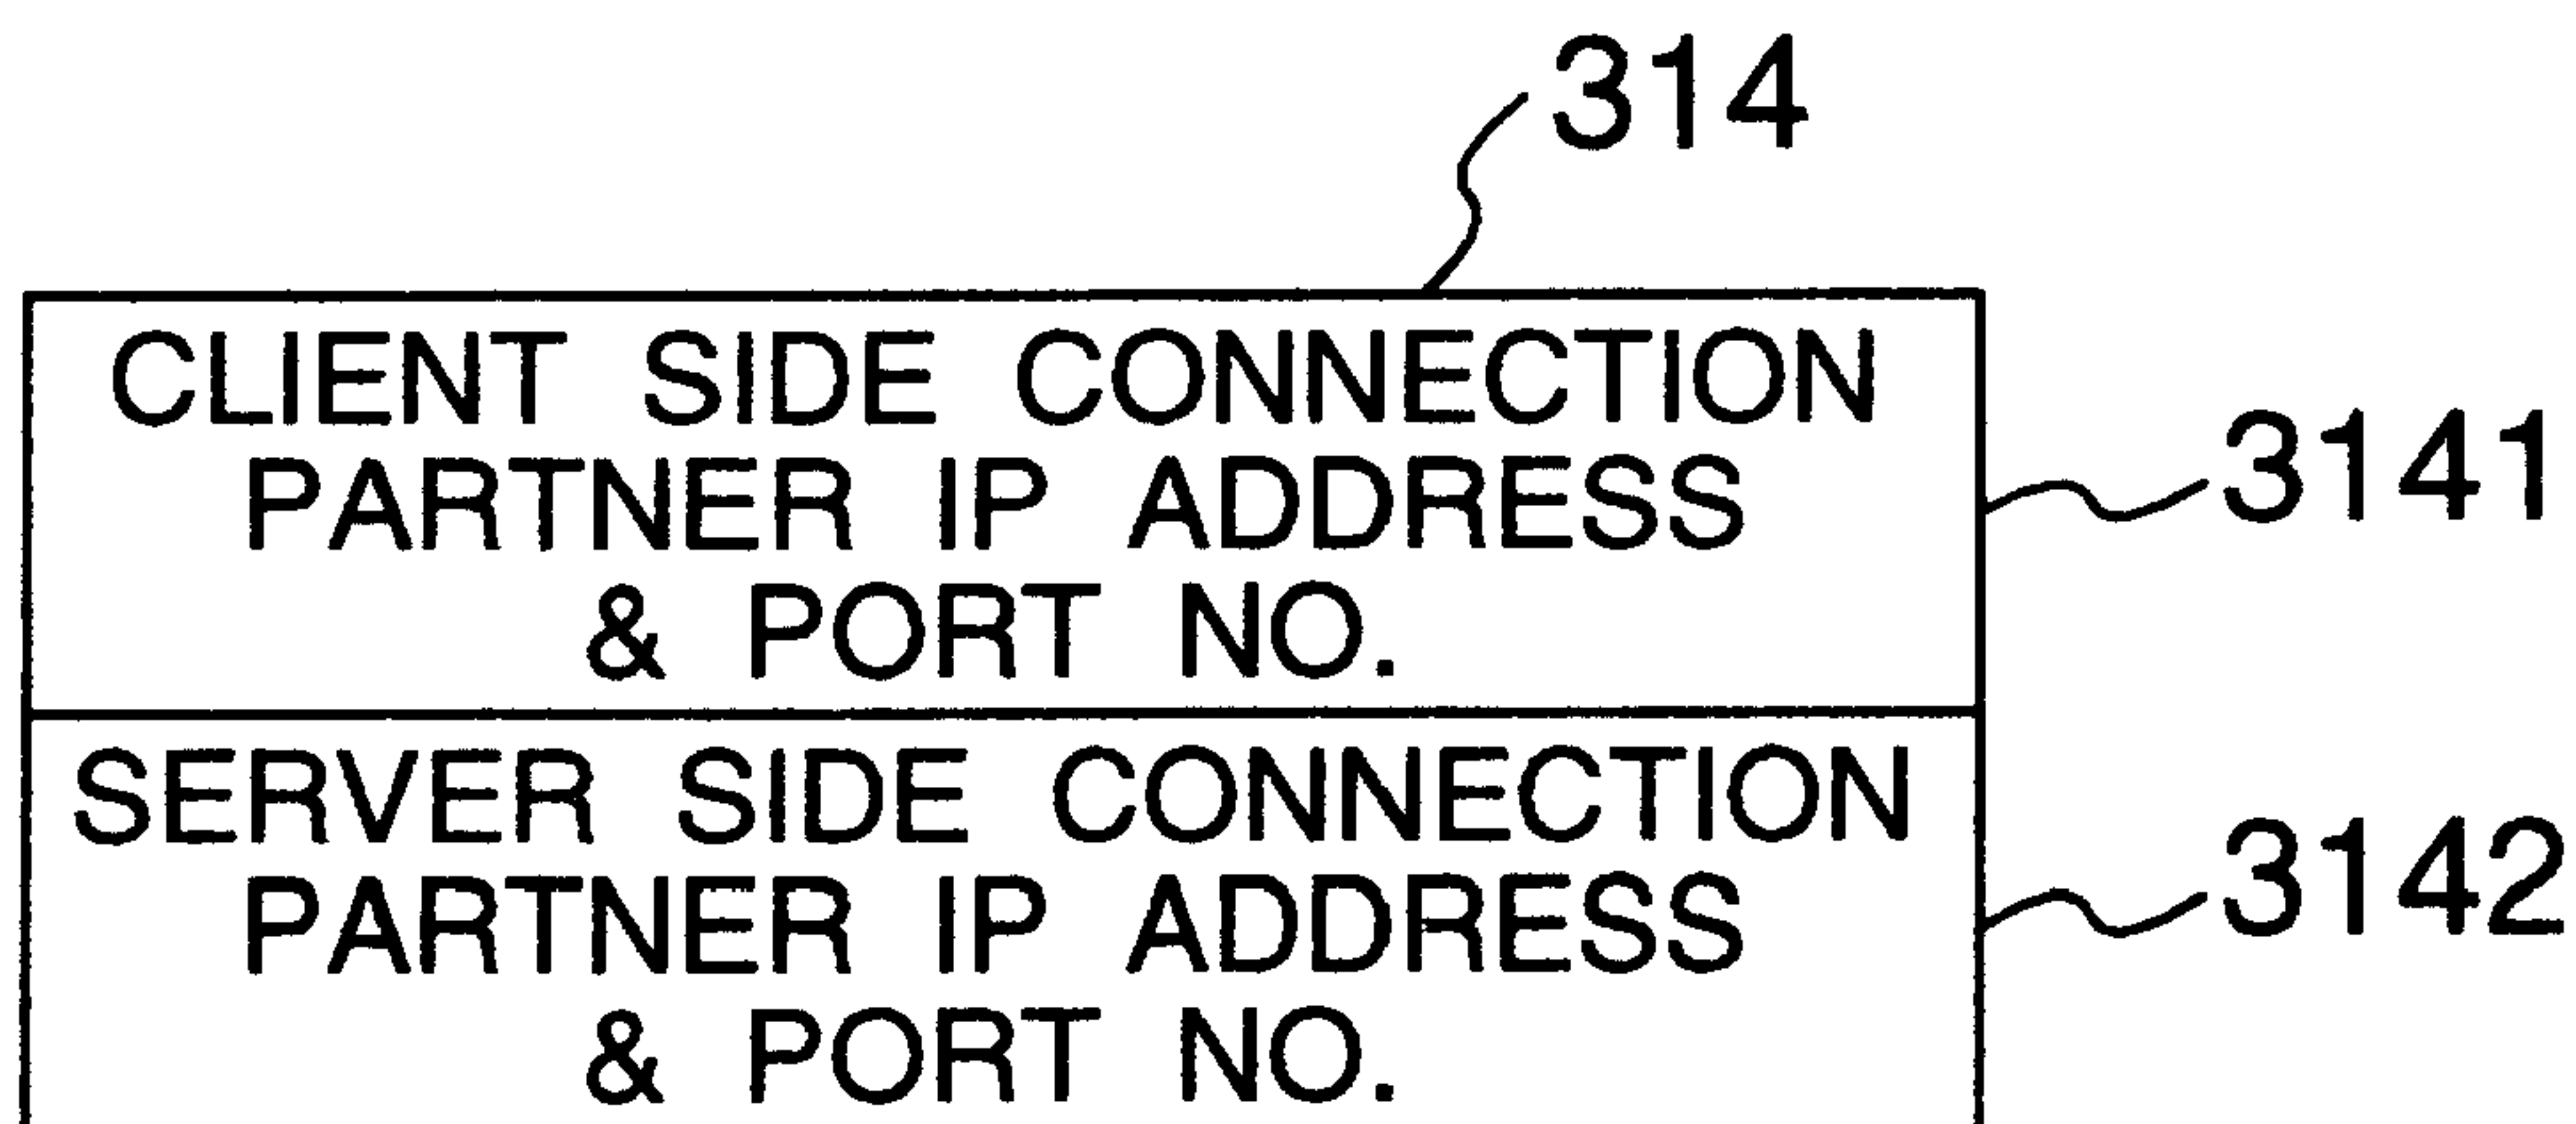 314
CLIENT SIDE CONNECTION
PARTNER IP ADDRESS
& PORT NO.
3141
SERVER SIDE CONNECTION
PARTNER IP ADDRESS
& PORT NO.
3142